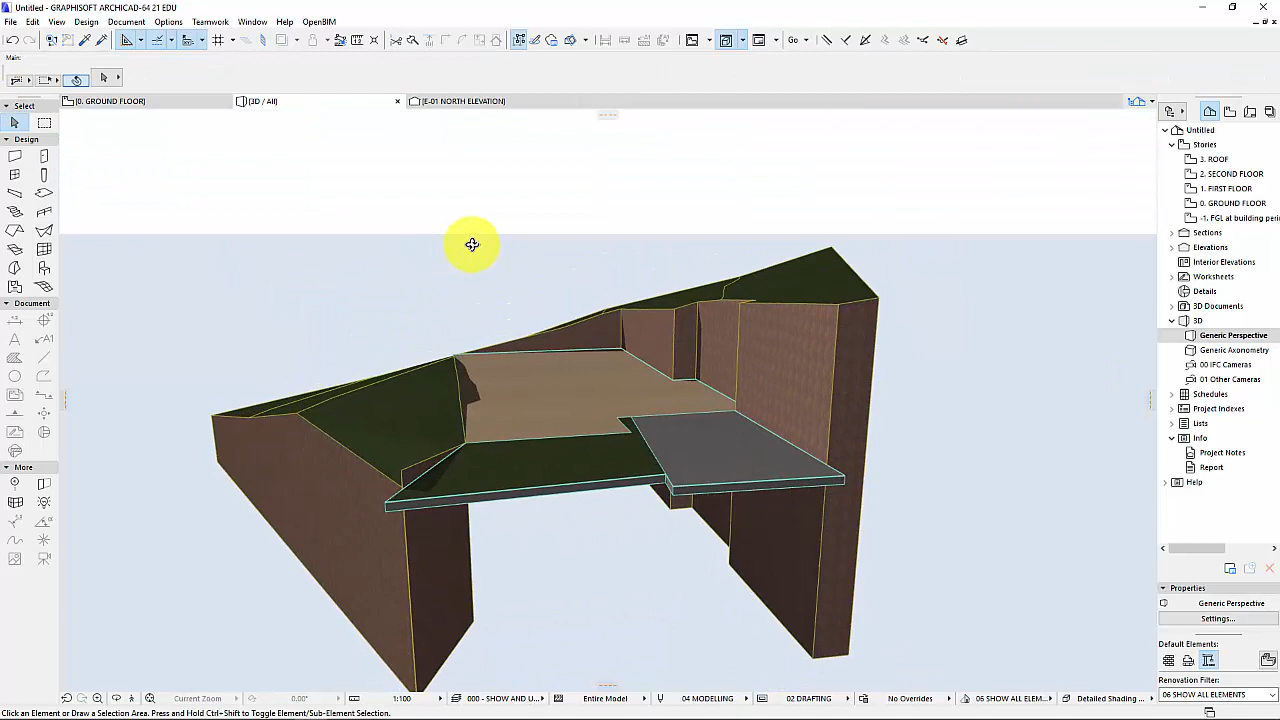 Untitled - GRAPHISOFT ARCHICAD-64 21 EDU
File Edit View Design Document Options Teamwork Window Help OpenBIM
Go
Main:
[0. GROUND FLOOR]
[3D / All]
[E-01 NORTH ELEVATION]
Select
Design
Document
More
Untitled
Stories
3. ROOF
2. SECOND FLOOR
1. FIRST FLOOR
0. GROUND FLOOR
-1. FGL at building peri
Sections
Elevations
Interior Elevations
Worksheets
Details
3D Documents
3D
Generic Perspective
Generic Axonometry
00 IFC Cameras
01 Other Cameras
Schedules
Project Indexes
Lists
Info
Project Notes
Report
Help
Properties
Generic Perspective
Settings...
Default Elements:
Renovation Filter:
06 SHOW ALL ELEMENTS
Current Zoom 0.00° 1:100 000 - SHOW AND U... Entire Model 04 MODELLING 02 DRAFTING No Overrides 06 SHOW ALL ELEM... Detailed Shading ...
Click an Element or Draw a Selection Area. Press and Hold Ctrl+Shift to Toggle Element/Sub-Element Selection.